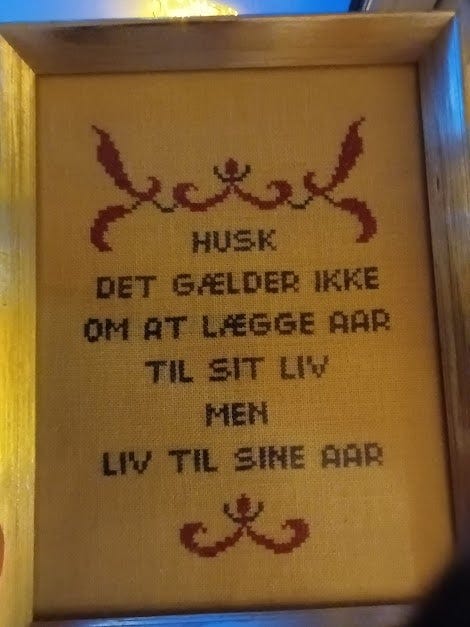 HUSK
DET GÆLDER IKKE
OM AT LÆGGE AAR
TIL SIT LIV
MEN
LIV TIL SINE AAR